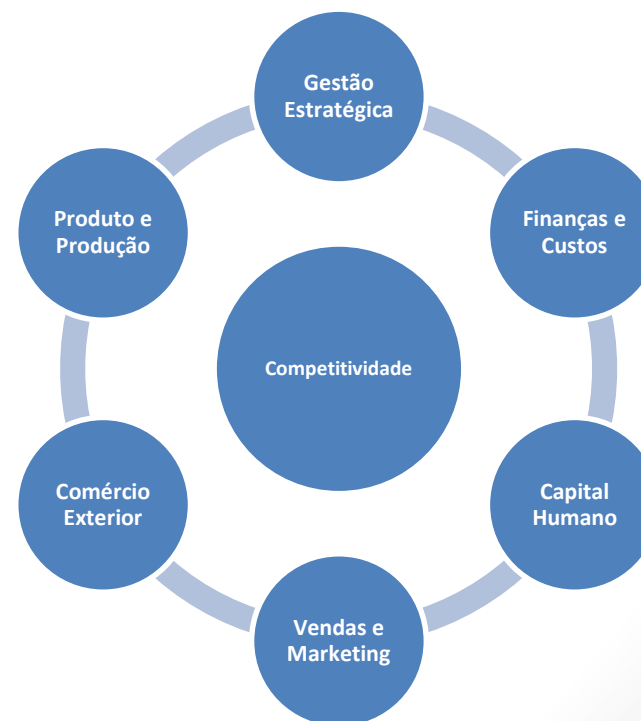 Gestão
Estratégica
Produto e
Produção
Finanças e
Custos
Competitividade
Comércio
Exterior
Capital
Humano
Vendas e
Marketing